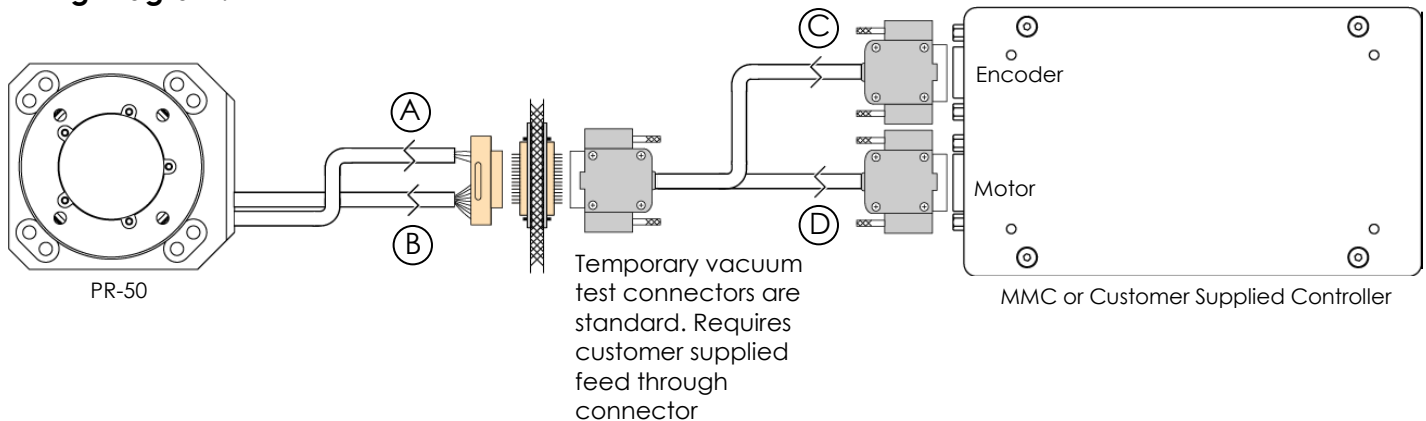 C
Encoder
A
Motor
B
D
PR-50
Temporary vacuum
test connectors are
standard. Requires
customer supplied
feed through
connector
MMC or Customer Supplied Controller